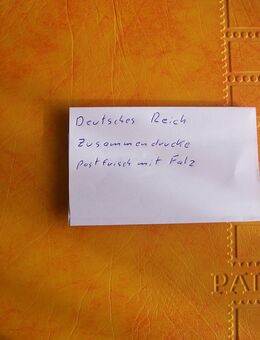 Deutsches Reich
Zusammendrucke
postfrisch mit Falz